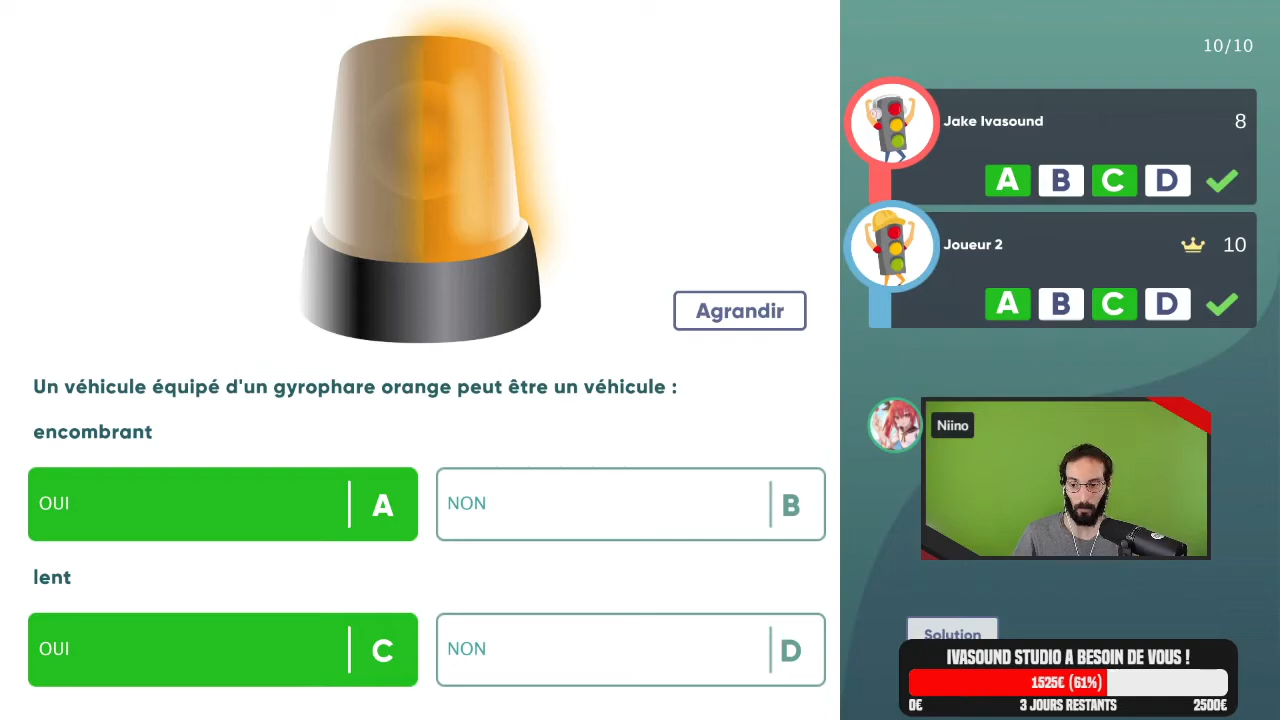 10/10
Jake Ivasound 8
A B C D
Joueur 2 10
A B C D
Agrandir
Un véhicule équipé d'un gyrophare orange peut être un véhicule :
encombrant
OUI A NON B
lent
OUI C NON D
Niino
Solution
IVASOUND STUDIO A BESOIN DE VOUS !
1525€ (61%)
0€ 3 JOURS RESTANTS 2500€